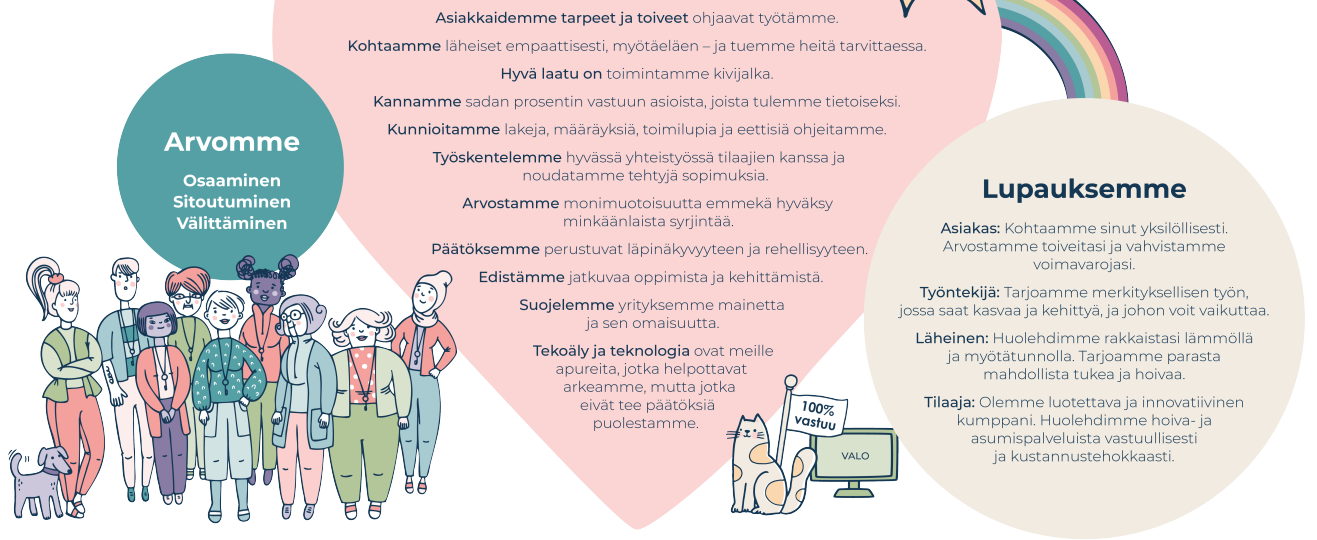 Asiakkaidemme tarpeet ja toiveet ohjaavat työtämme.
Kohtaamme läheiset empaattisesti, myötäeläen – ja tuemme heitä tarvittaessa.
Hyvä laatu on toimintamme kivijalka.
Kannamme sadan prosentin vastuun asioista, joista tulemme tietoiseksi.
Kunnioitamme lakeja, määräyksiä, toimilupia ja eettisiä ohjeitamme.
Työskentelemme hyvässä yhteistyössä tilaajien kanssa ja
noudatamme tehtyjä sopimuksia.
Arvostamme monimuotoisuutta emmekä hyväksy
minkäänlaista syrjintää.
Päätöksemme perustuvat läpinäkyvyyteen ja rehellisyyteen.
Edistämme jatkuvaa oppimista ja kehittämistä.
Suojelemme yrityksemme mainetta
ja sen omaisuutta.
Tekoäly ja teknologia ovat meille
apureita, jotka helpottavat
arkeamme, mutta jotka
eivät tee päätöksiä
puolestamme.
Arvomme
Osaaminen
Sitoutuminen
Välittäminen
100%
vastuu
VALO
Lupauksemme
Asiakas: Kohtaamme sinut yksilöllisesti.
Arvostamme toiveitasi ja vahvistamme
voimavarojasi.
Työntekijä: Tarjoamme merkityksellisen työn,
jossa saat kasvaa ja kehittyä, ja johon voit vaikuttaa.
Läheinen: Huolehdimme rakkaistasi lämmöllä
ja myötätunnolla. Tarjoamme parasta
mahdollista tukea ja hoivaa.
Tilaaja: Olemme luotettava ja innovatiivinen
kumppani. Huolehdimme hoiva- ja
asumispalveluista vastuullisesti
ja kustannustehokkaasti.